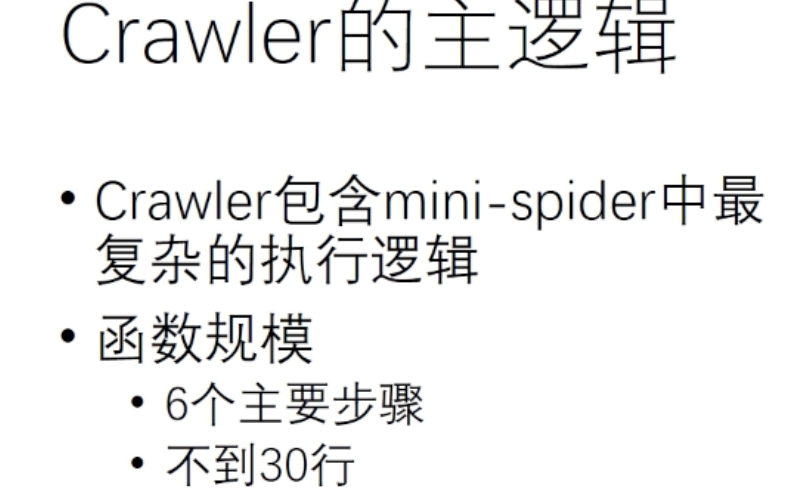 Crawler的主逻辑
• Crawler包含mini-spider中最
复杂的执行逻辑
• 函数规模
• 6个主要步骤
• 不到30行